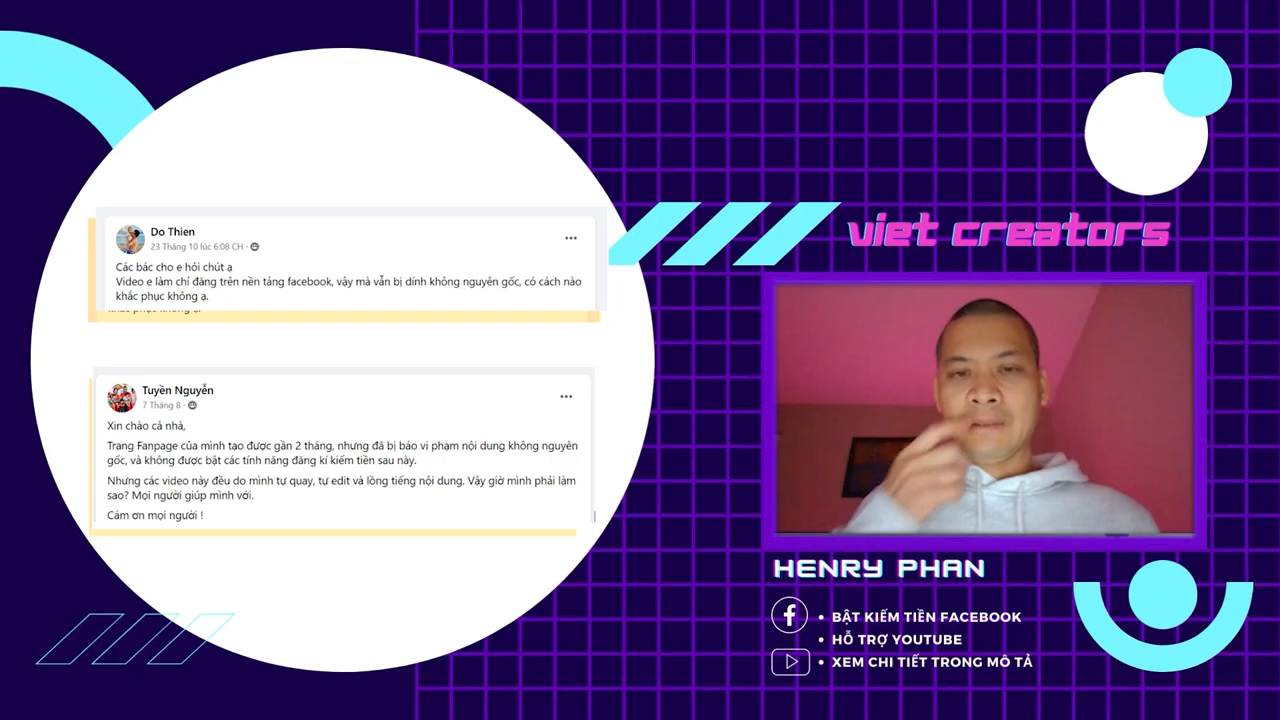 Do Thien
23 Tháng 10 lúc 6:08 CH
Các bác cho e hỏi chút ạ
Video e làm chỉ đăng trên nền tảng facebook, vậy mà vẫn bị dính không nguyên gốc, có cách nào
khắc phục không ạ.
khắc phục không ạ.
Tuyền Nguyễn
7 Tháng 8
Xin chào cả nhà,
Trang Fanpage của mình tạo được gần 2 tháng, nhưng đã bị báo vi phạm nội dung không nguyên
gốc, và không được bật các tính năng đăng kí kiếm tiền sau này.
Nhưng các video này đều do mình tự quay, tự edit và lồng tiếng nội dung. Vậy giờ mình phải làm
sao? Mọi người giúp mình với.
Cám ơn mọi người !
viet creators
HENRY PHAN
• BẬT KIẾM TIỀN FACEBOOK
• HỖ TRỢ YOUTUBE
• XEM CHI TIẾT TRONG MÔ TẢ